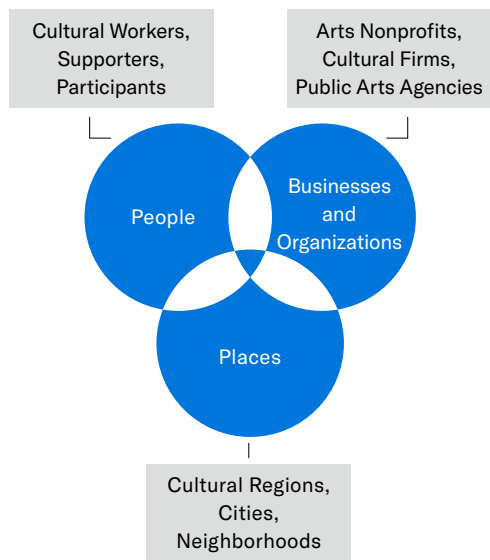 Cultural Workers,
Supporters,
Participants
Arts Nonprofits,
Cultural Firms,
Public Arts Agencies
People
Businesses
and
Organizations
Places
Cultural Regions,
Cities,
Neighborhoods